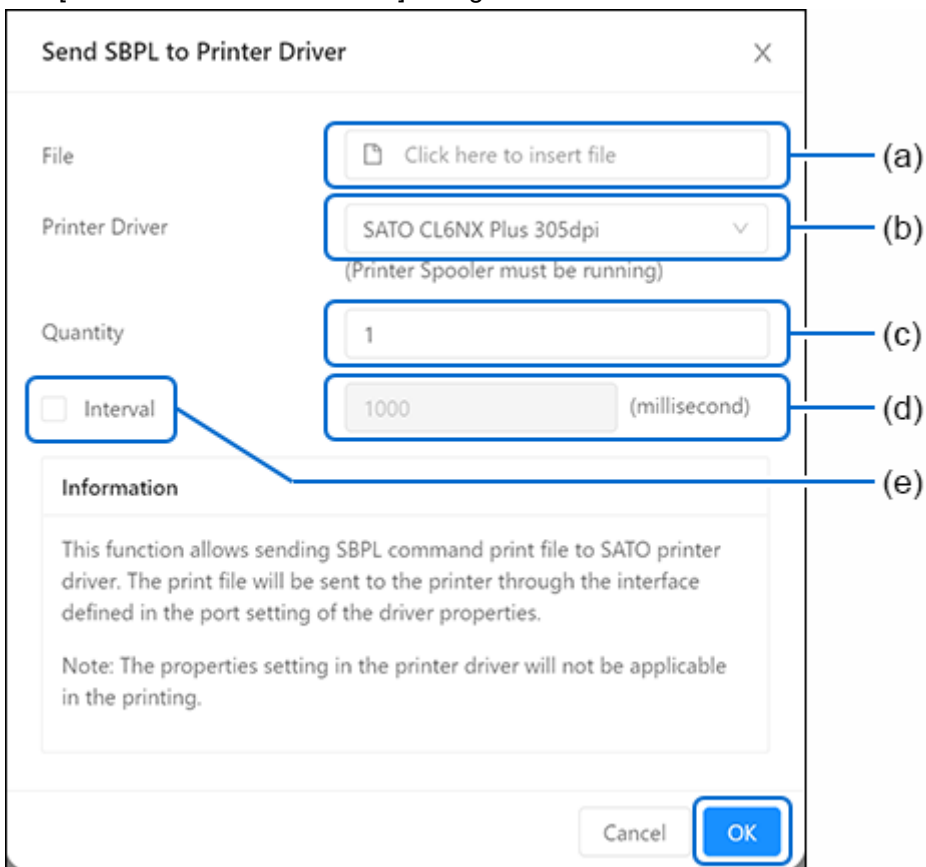 Send SBPL to Printer Driver
File
Click here to insert file
(a)
Printer Driver
SATO CL6NX Plus 305dpi
(b)
(Printer Spooler must be running)
Quantity
1
(c)
Interval
1000
(millisecond)
(d)
(e)
Information
This function allows sending SBPL command print file to SATO printer
driver. The print file will be sent to the printer through the interface
defined in the port setting of the driver properties.
Note: The properties setting in the printer driver will not be applicable
in the printing.
Cancel
OK